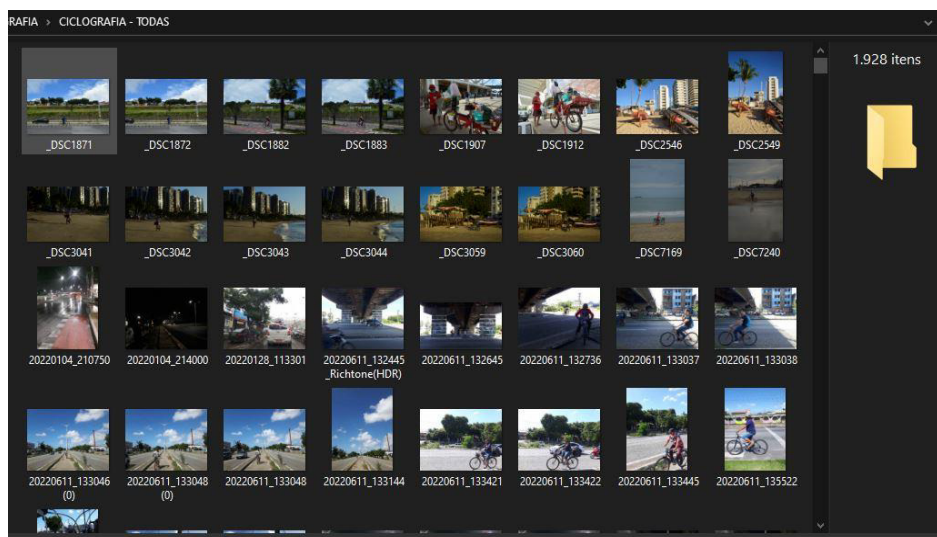 RAFIA > CICLOGRAFIA - TODAS
1.928 itens
_DSC1871 _DSC1872 _DSC1882 _DSC1883 _DSC1907 _DSC1912 _DSC2546 _DSC2549
_DSC3041 _DSC3042 _DSC3043 _DSC3044 _DSC3059 _DSC3060 _DSC7169 _DSC7240
20220104_210750 20220104_214000 20220128_113301 20220611_132445 20220611_132645 20220611_132736 20220611_133037 20220611_133038
_Richtone(HDR)
20220611_133046 20220611_133048 20220611_133048 20220611_133144 20220611_133421 20220611_133422 20220611_133445 20220611_135522
(0) (0)